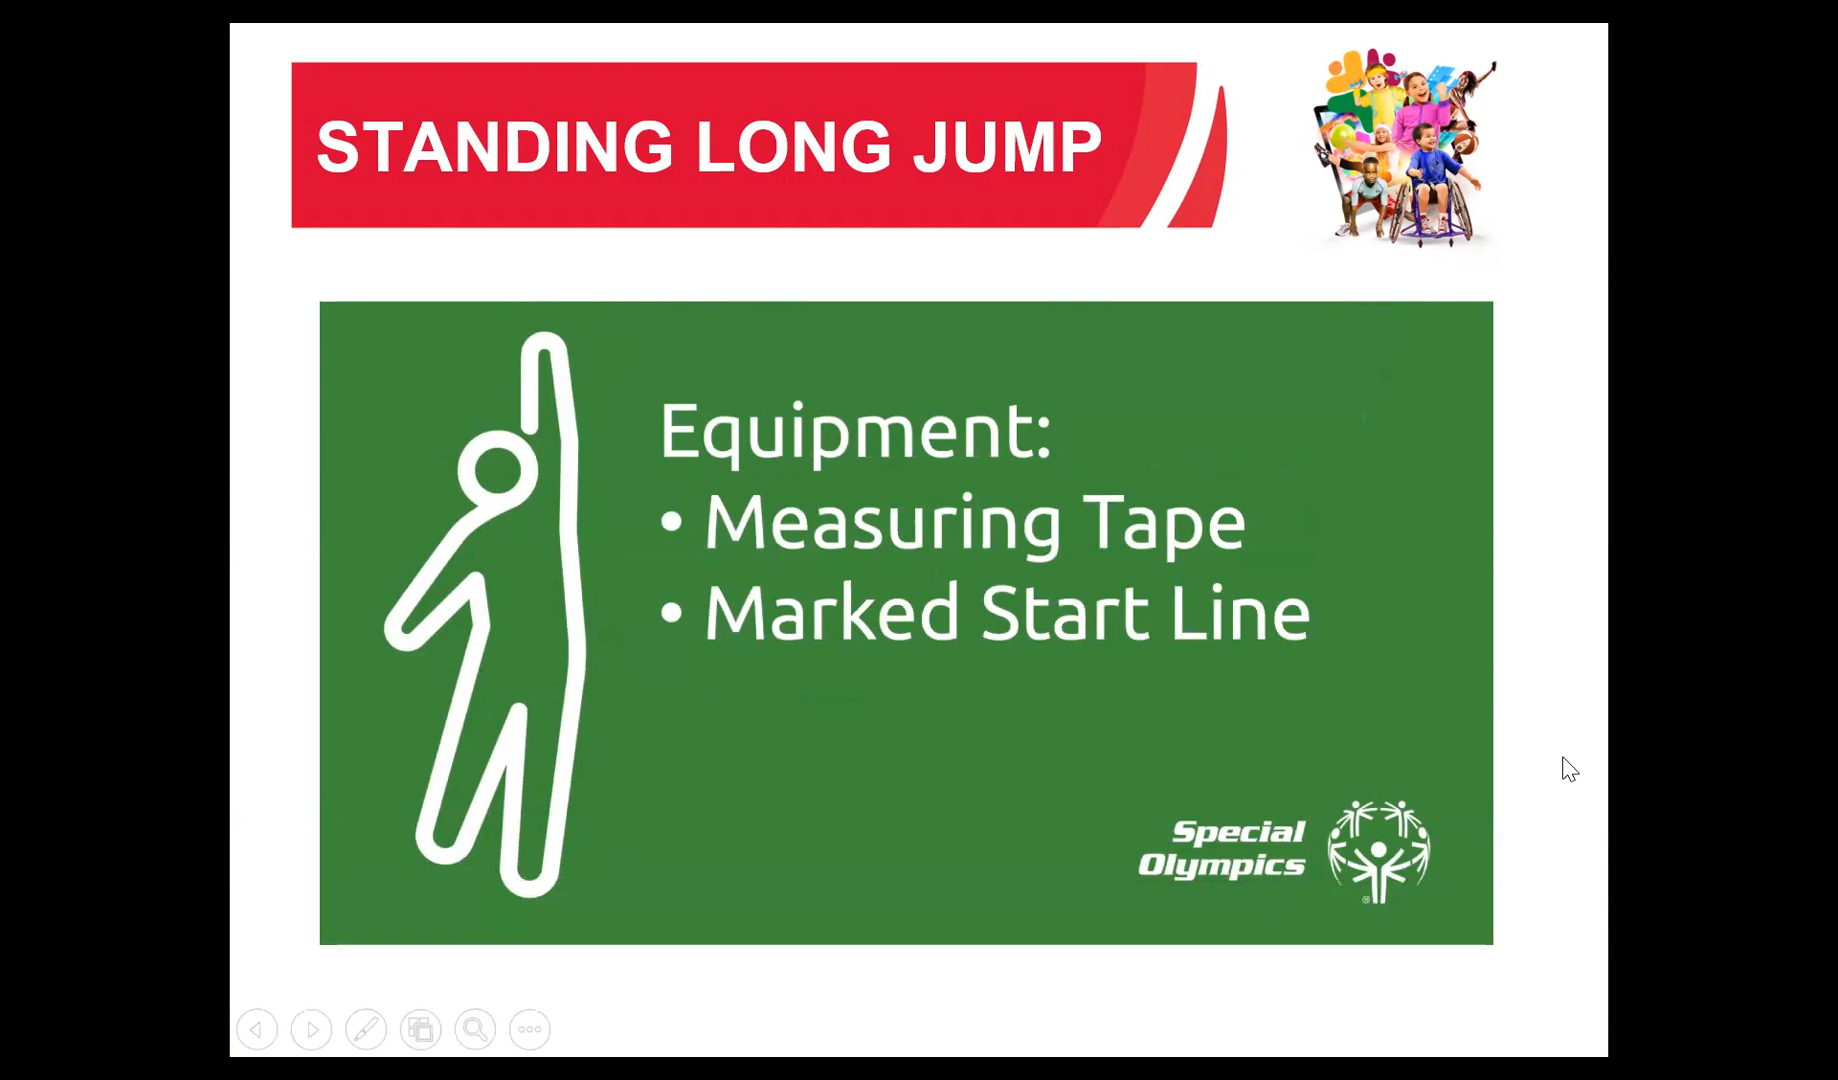 STANDING LONG JUMP
Equipment:
• Measuring Tape
• Marked Start Line
Special
Olympics
®